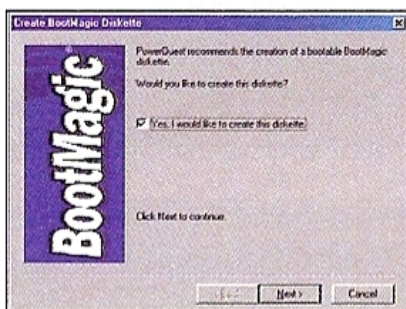 Create BootMagic Diskette
BootMagic
PowerQuest recommends the creation of a bootable BootMagic
diskette.
Would you like to create this diskette?
Yes, I would like to create this diskette.
Click Next to continue.
Next >
Cancel